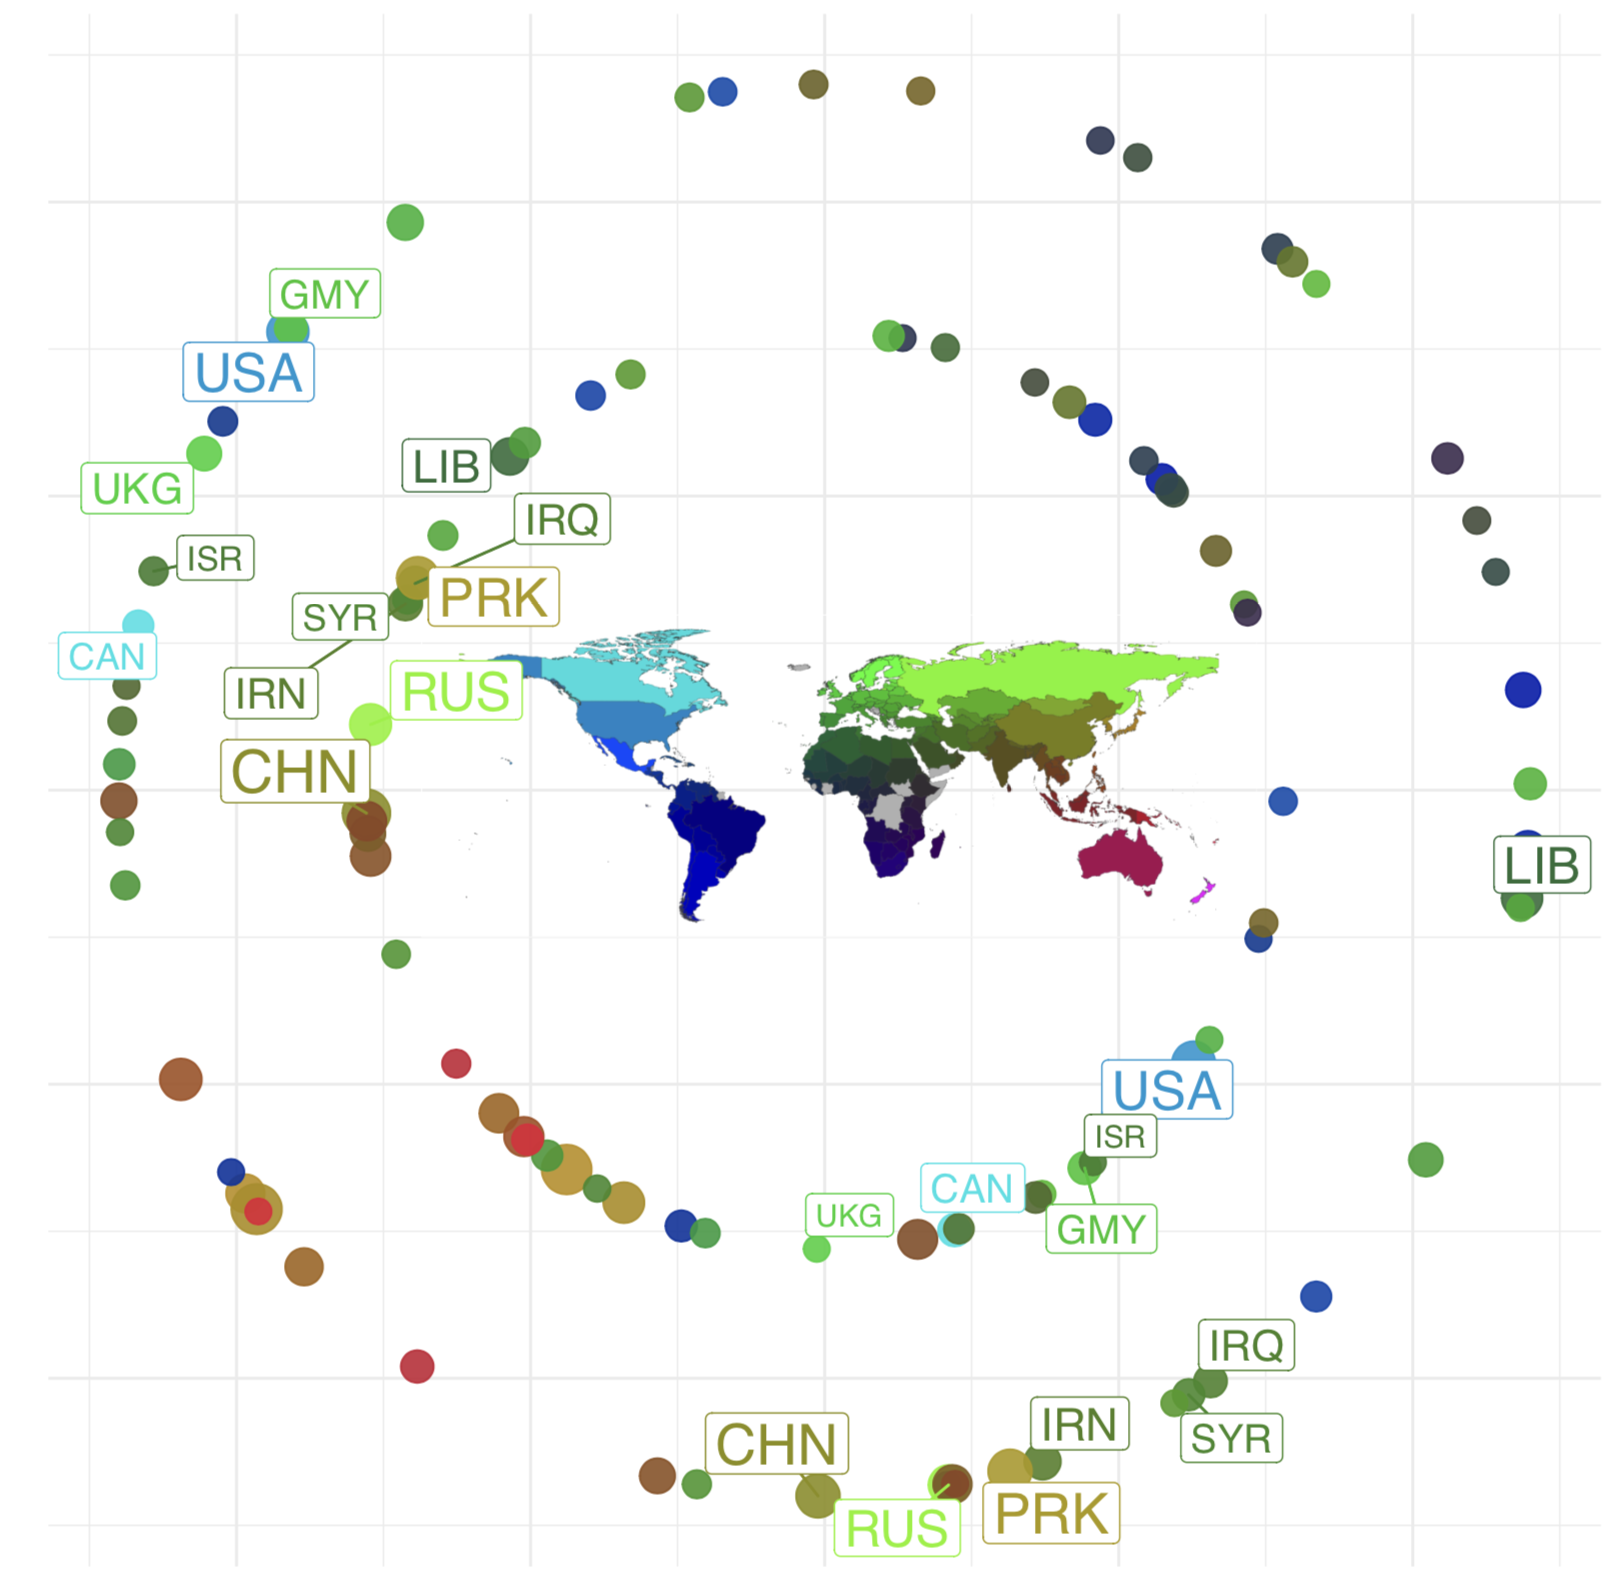 GMY
USA
UKG
LIB
IRQ
ISR
PRK
SYR
CAN
IRN
RUS
CHN
LIB
USA
ISR
CAN
UKG
GMY
IRQ
IRN
SYR
CHN
PRK
RUS